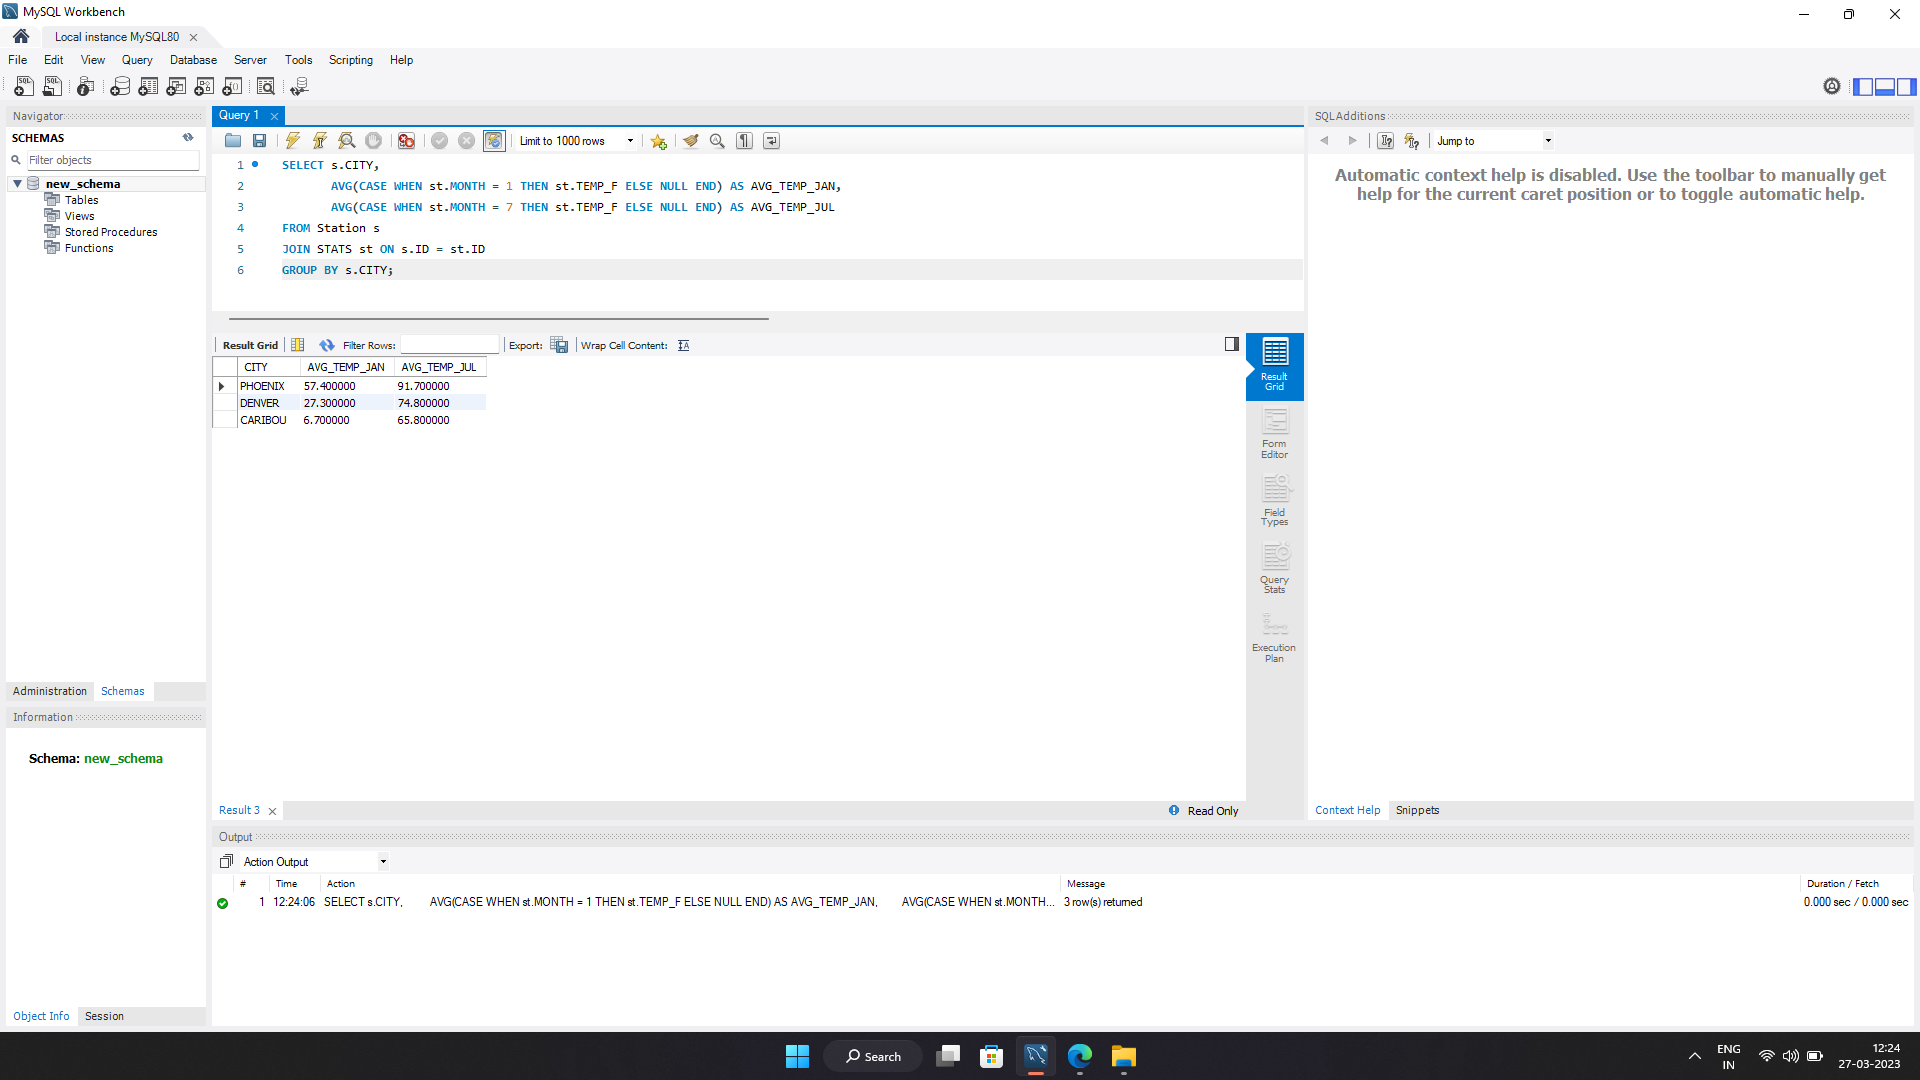 MySQL Workbench
Local instance MySQL80
File Edit View Query Database Server Tools Scripting Help
Navigator
SCHEMAS
Filter objects
new_schema
Tables
Views
Stored Procedures
Functions
Administration Schemas
Information
Schema: new_schema
Object Info Session
Query 1
Limit to 1000 rows
1 SELECT s.CITY,
2 AVG(CASE WHEN st.MONTH = 1 THEN st.TEMP_F ELSE NULL END) AS AVG_TEMP_JAN,
3 AVG(CASE WHEN st.MONTH = 7 THEN st.TEMP_F ELSE NULL END) AS AVG_TEMP_JUL
4 FROM Station s
5 JOIN STATS st ON s.ID = st.ID
6 GROUP BY s.CITY;
Result Grid Filter Rows: Export: Wrap Cell Content:
CITY AVG_TEMP_JAN AVG_TEMP_JUL
PHOENIX 57.400000 91.700000
DENVER 27.300000 74.800000
CARIBOU 6.700000 65.800000
Result
Grid
Form
Editor
Field
Types
Query
Stats
Execution
Plan
Result 3
Read Only
SQLAdditions
Jump to
Automatic context help is disabled. Use the toolbar to manually get
help for the current caret position or to toggle automatic help.
Context Help Snippets
Output
Action Output
# Time Action Message Duration / Fetch
1 12:24:06 SELECT s.CITY, AVG(CASE WHEN st.MONTH = 1 THEN st.TEMP_F ELSE NULL END) AS AVG_TEMP_JAN, AVG(CASE WHEN st.MONTH... 3 row(s) returned 0.000 sec / 0.000 sec
Search
ENG
IN
12:24
27-03-2023